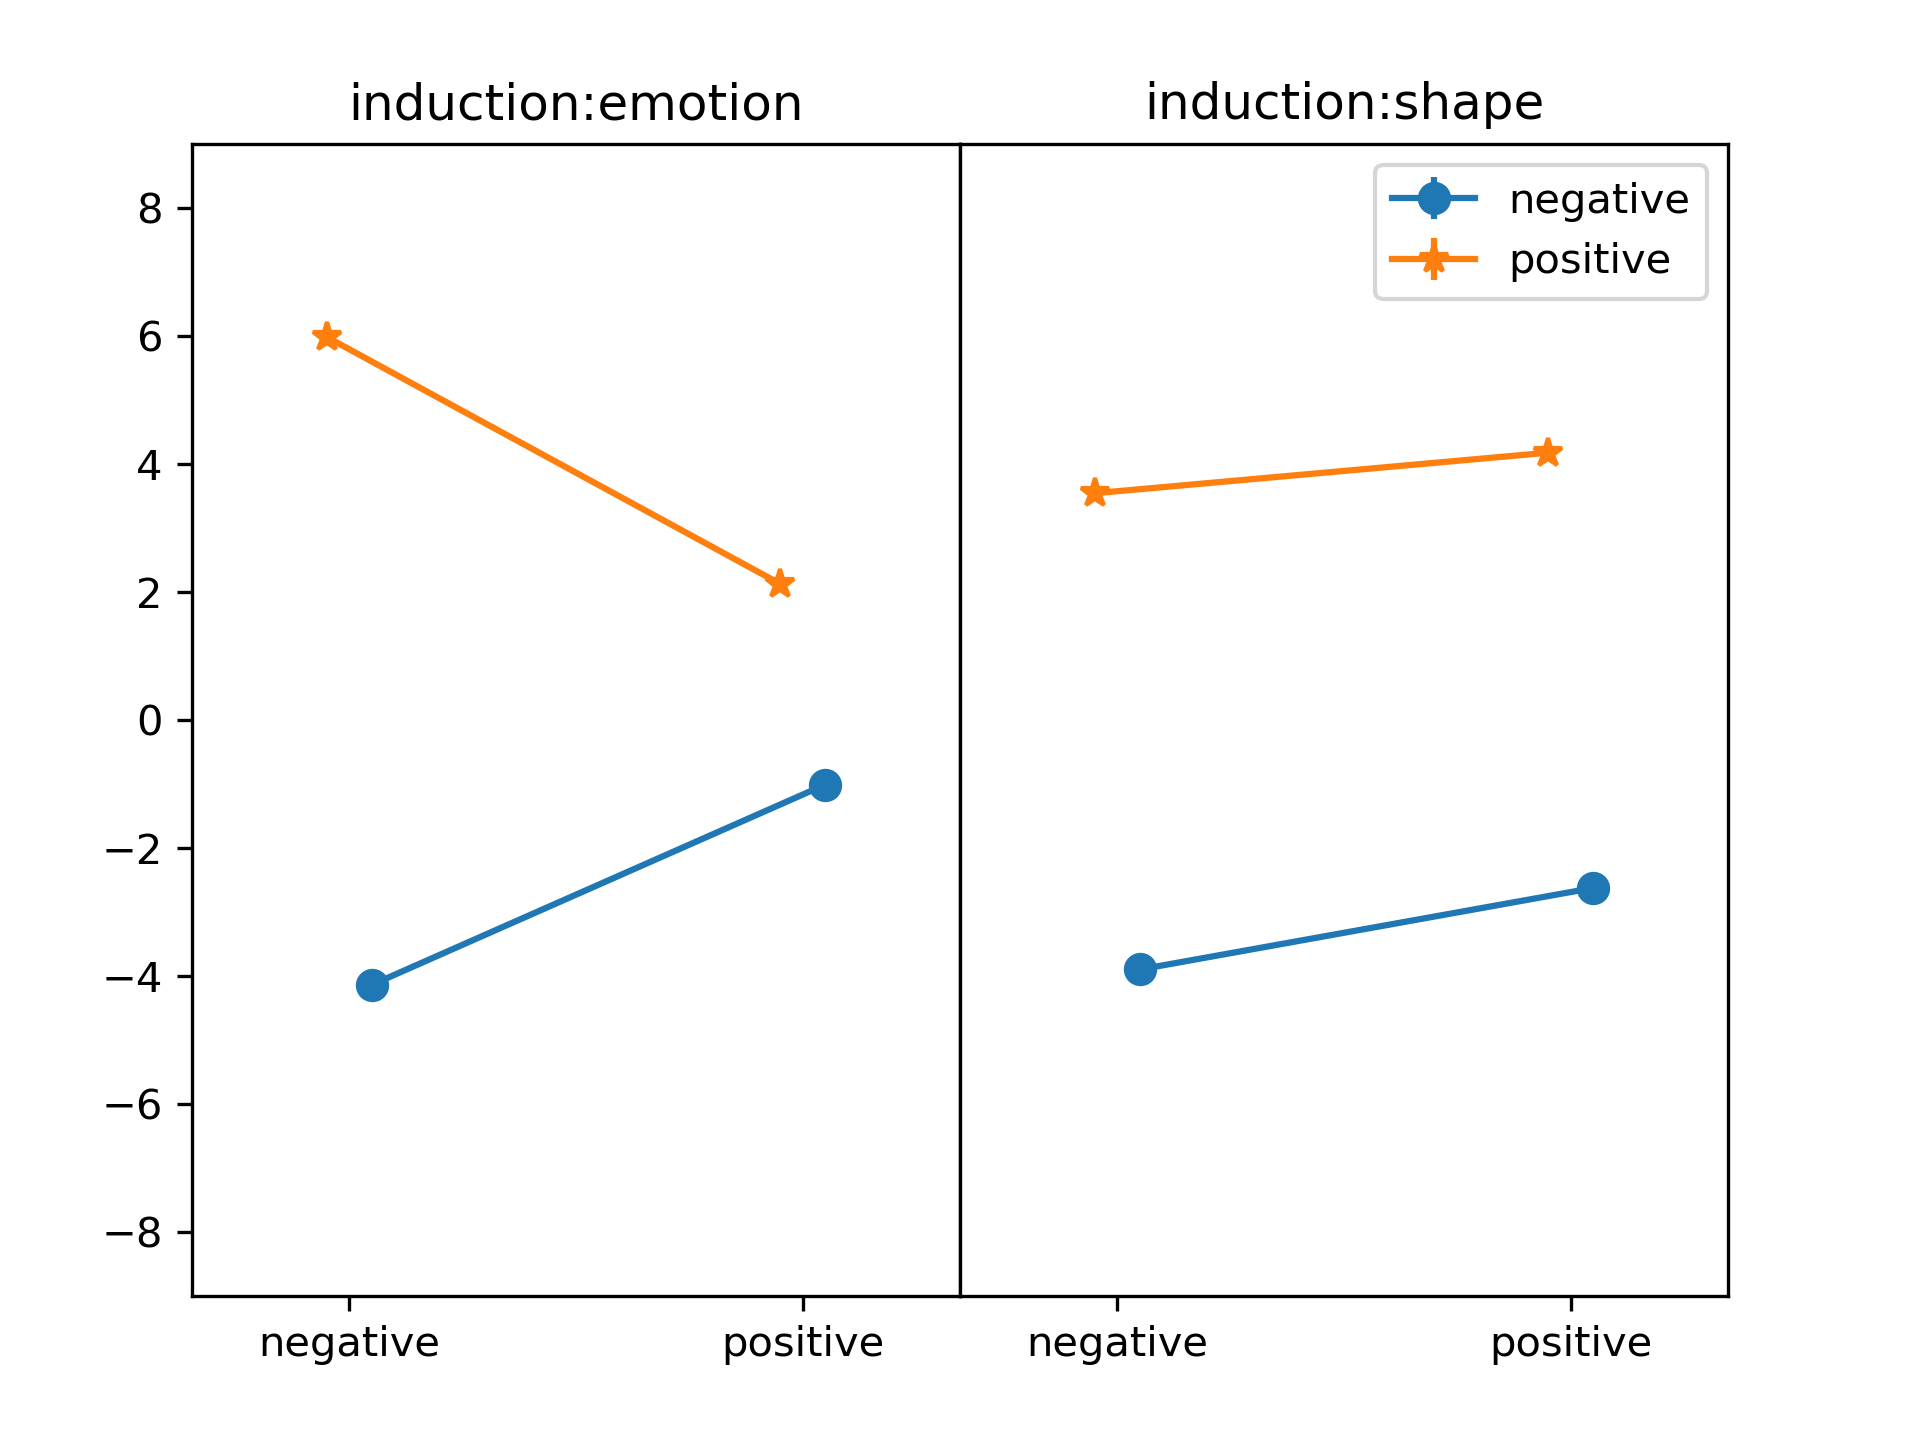 induction:emotion
induction:shape
negative
positive
8
6
4
2
0
−2
−4
−6
−8
negative
positive
negative
positive